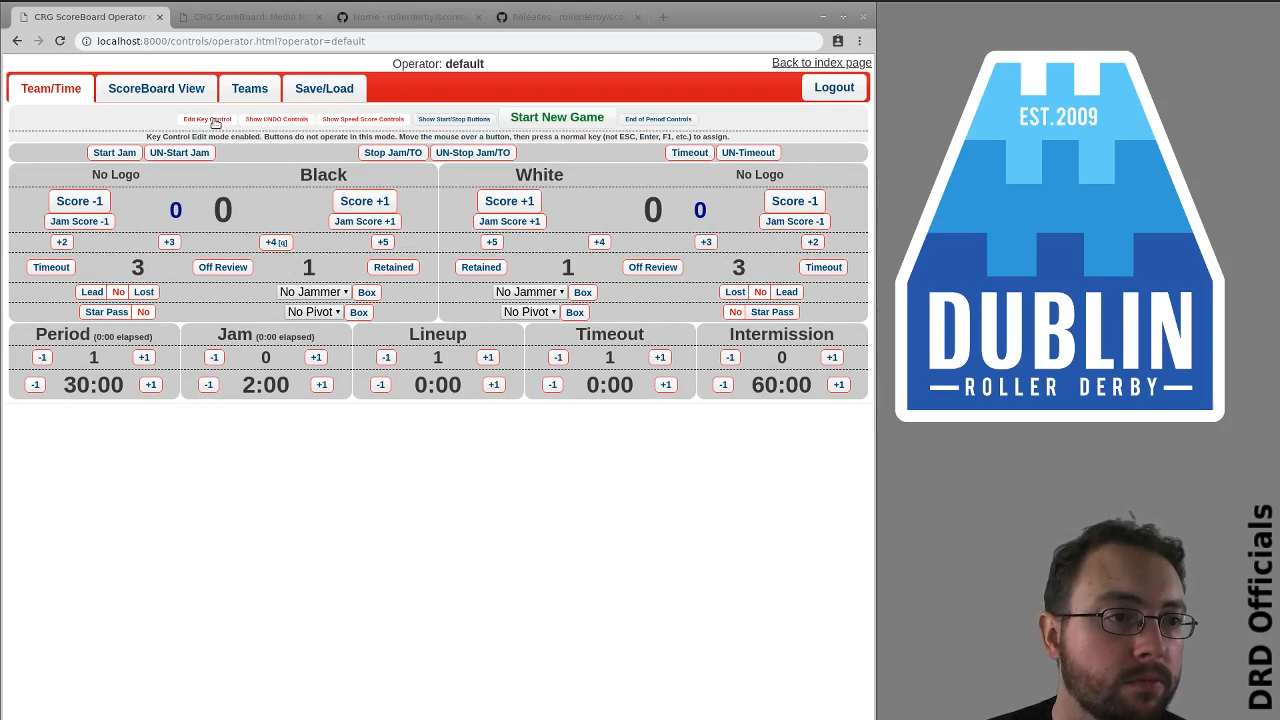 CRG ScoreBoard Operator
CRG ScoreBoard: Media M
Home · rollerderby/scoreb
Releases · rollerderby/sc
localhost:8000/controls/operator.html?operator=default
Operator: default
Back to index page
Team/Time
ScoreBoard View
Teams
Save/Load
Logout
Edit Key Control
Show UNDO Controls
Show Speed Score Controls
Show Start/Stop Buttons
Start New Game
End of Period Controls
Key Control Edit mode enabled. Buttons do not operate in this mode. Move the mouse over a button, then press a normal key (not ESC, Enter, F1, etc.) to assign.
Start Jam UN-Start Jam Stop Jam/TO UN-Stop Jam/TO Timeout UN-Timeout
No Logo Black White No Logo
Score -1 0 0 Score +1 Score +1 0 0 Score -1
Jam Score -1 Jam Score +1 Jam Score +1 Jam Score -1
+2 +3 +4 [q] +5 +5 +4 +3 +2
Timeout 3 Off Review 1 Retained Retained 1 Off Review 3 Timeout
Lead No Lost No Jammer Box No Jammer Box Lost No Lead
Star Pass No No Pivot Box No Pivot Box No Star Pass
Period (0:00 elapsed) Jam (0:00 elapsed) Lineup Timeout Intermission
-1 1 +1 -1 0 +1 -1 1 +1 -1 1 +1 -1 0 +1
-1 30:00 +1 -1 2:00 +1 -1 0:00 +1 -1 0:00 +1 -1 60:00 +1
EST.2009
DUBLIN
ROLLER DERBY
DRD Officials